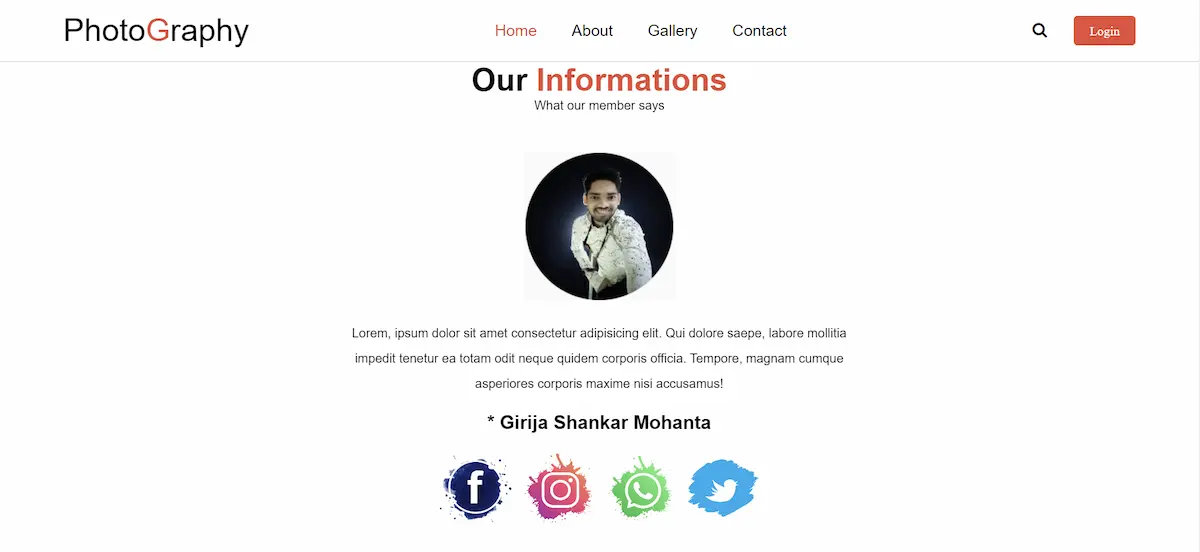 PhotoGraphy
Home About Gallery Contact
Login
Our Informations
What our member says
Lorem, ipsum dolor sit amet consectetur adipisicing elit. Qui dolore saepe, labore mollitia
impedit tenetur ea totam odit neque quidem corporis officia. Tempore, magnam cumque
asperiores corporis maxime nisi accusamus!
* Girija Shankar Mohanta